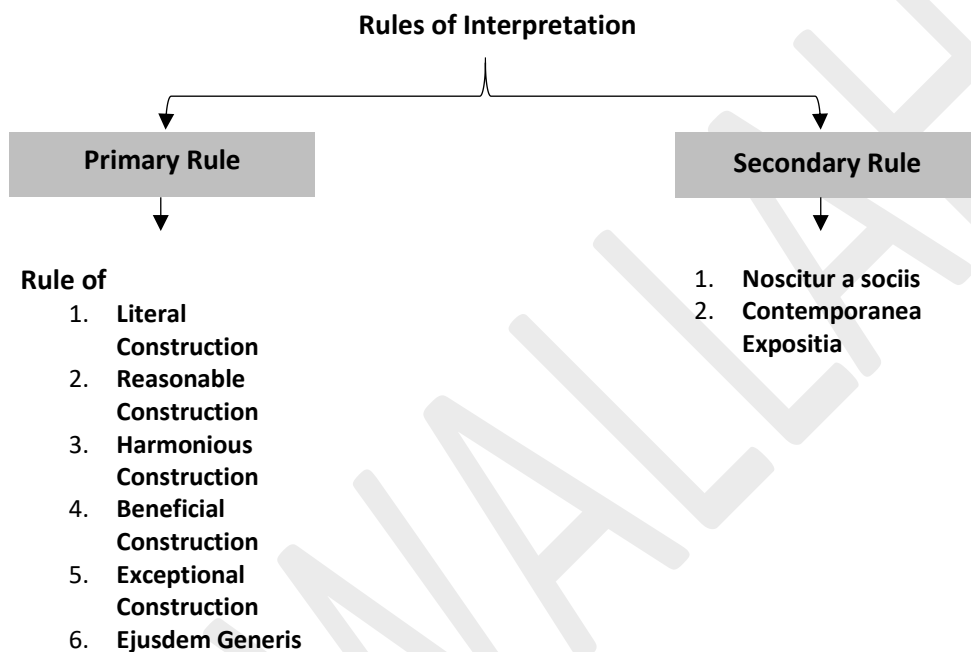 Rules of Interpretation
Primary Rule
Secondary Rule
Rule of
1. Literal
Construction
2. Reasonable
Construction
3. Harmonious
Construction
4. Beneficial
Construction
5. Exceptional
Construction
6. Ejusdem Generis
1. Noscitur a sociis
2. Contemporanea
Expositia
WALLAH